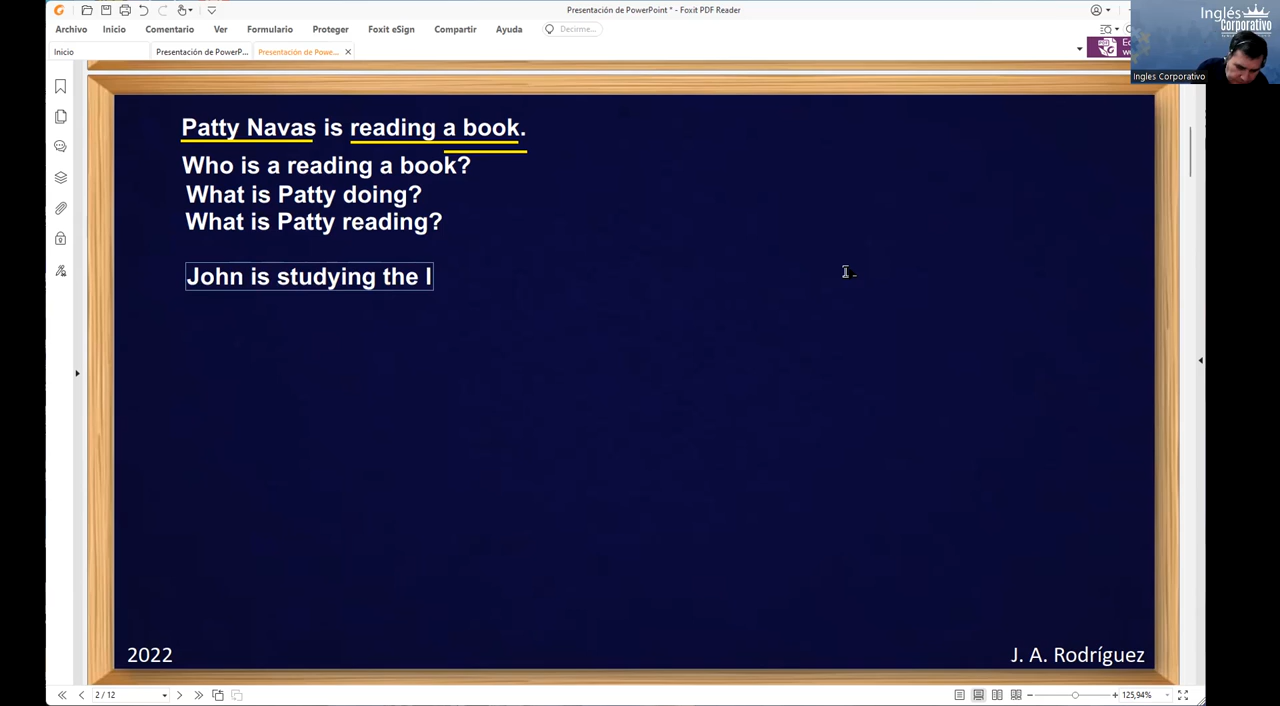 Presentación de PowerPoint * - Foxit PDF Reader
Archivo Inicio Comentario Ver Formulario Proteger Foxit eSign Compartir Ayuda Decirme...
Inicio Presentación de PowerP... Presentación de Powe...
Inglés
Corporativo
Ingles Corporativo
Patty Navas is reading a book.
Who is a reading a book?
What is Patty doing?
What is Patty reading?
John is studying the l
2022
J. A. Rodríguez
2 / 12
125,94%